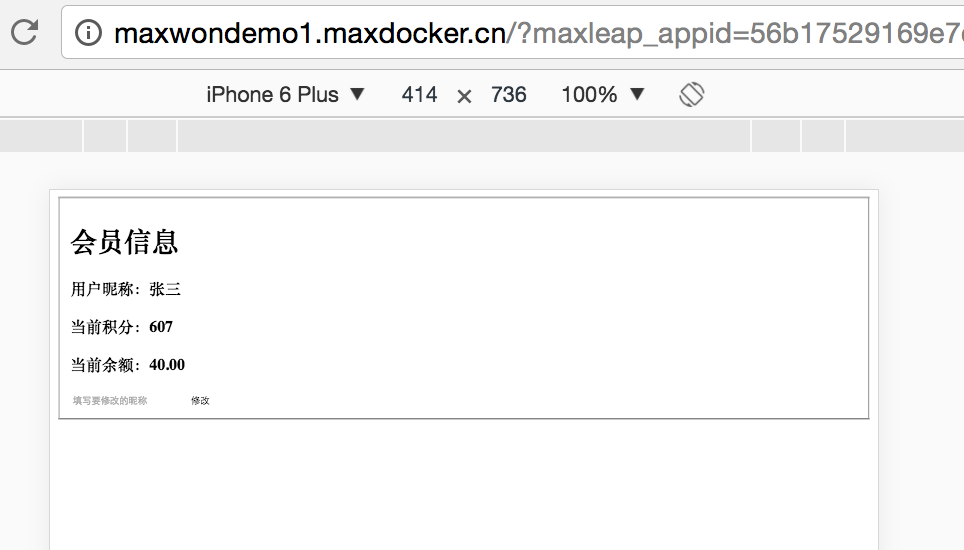 maxwondemo1.maxdocker.cn/?maxleap_appid=56b17529169e7
iPhone 6 Plus ▼ 414 × 736 100% ▼
会员信息
用户昵称：张三
当前积分：607
当前余额：40.00
填写要修改的昵称 修改